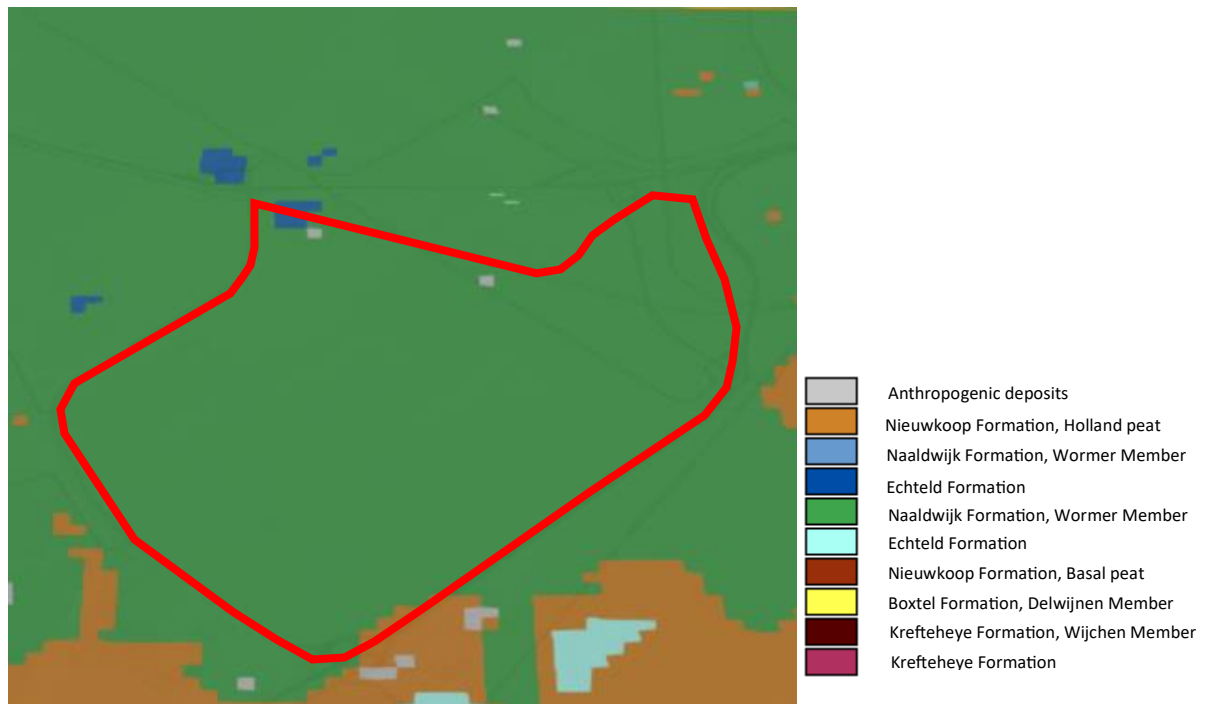 Anthropogenic deposits
Nieuwkoop Formation, Holland peat
Naaldwijk Formation, Wormer Member
Echteld Formation
Naaldwijk Formation, Wormer Member
Echteld Formation
Nieuwkoop Formation, Basal peat
Boxtel Formation, Delwijnen Member
Krefteheye Formation, Wijchen Member
Krefteheye Formation